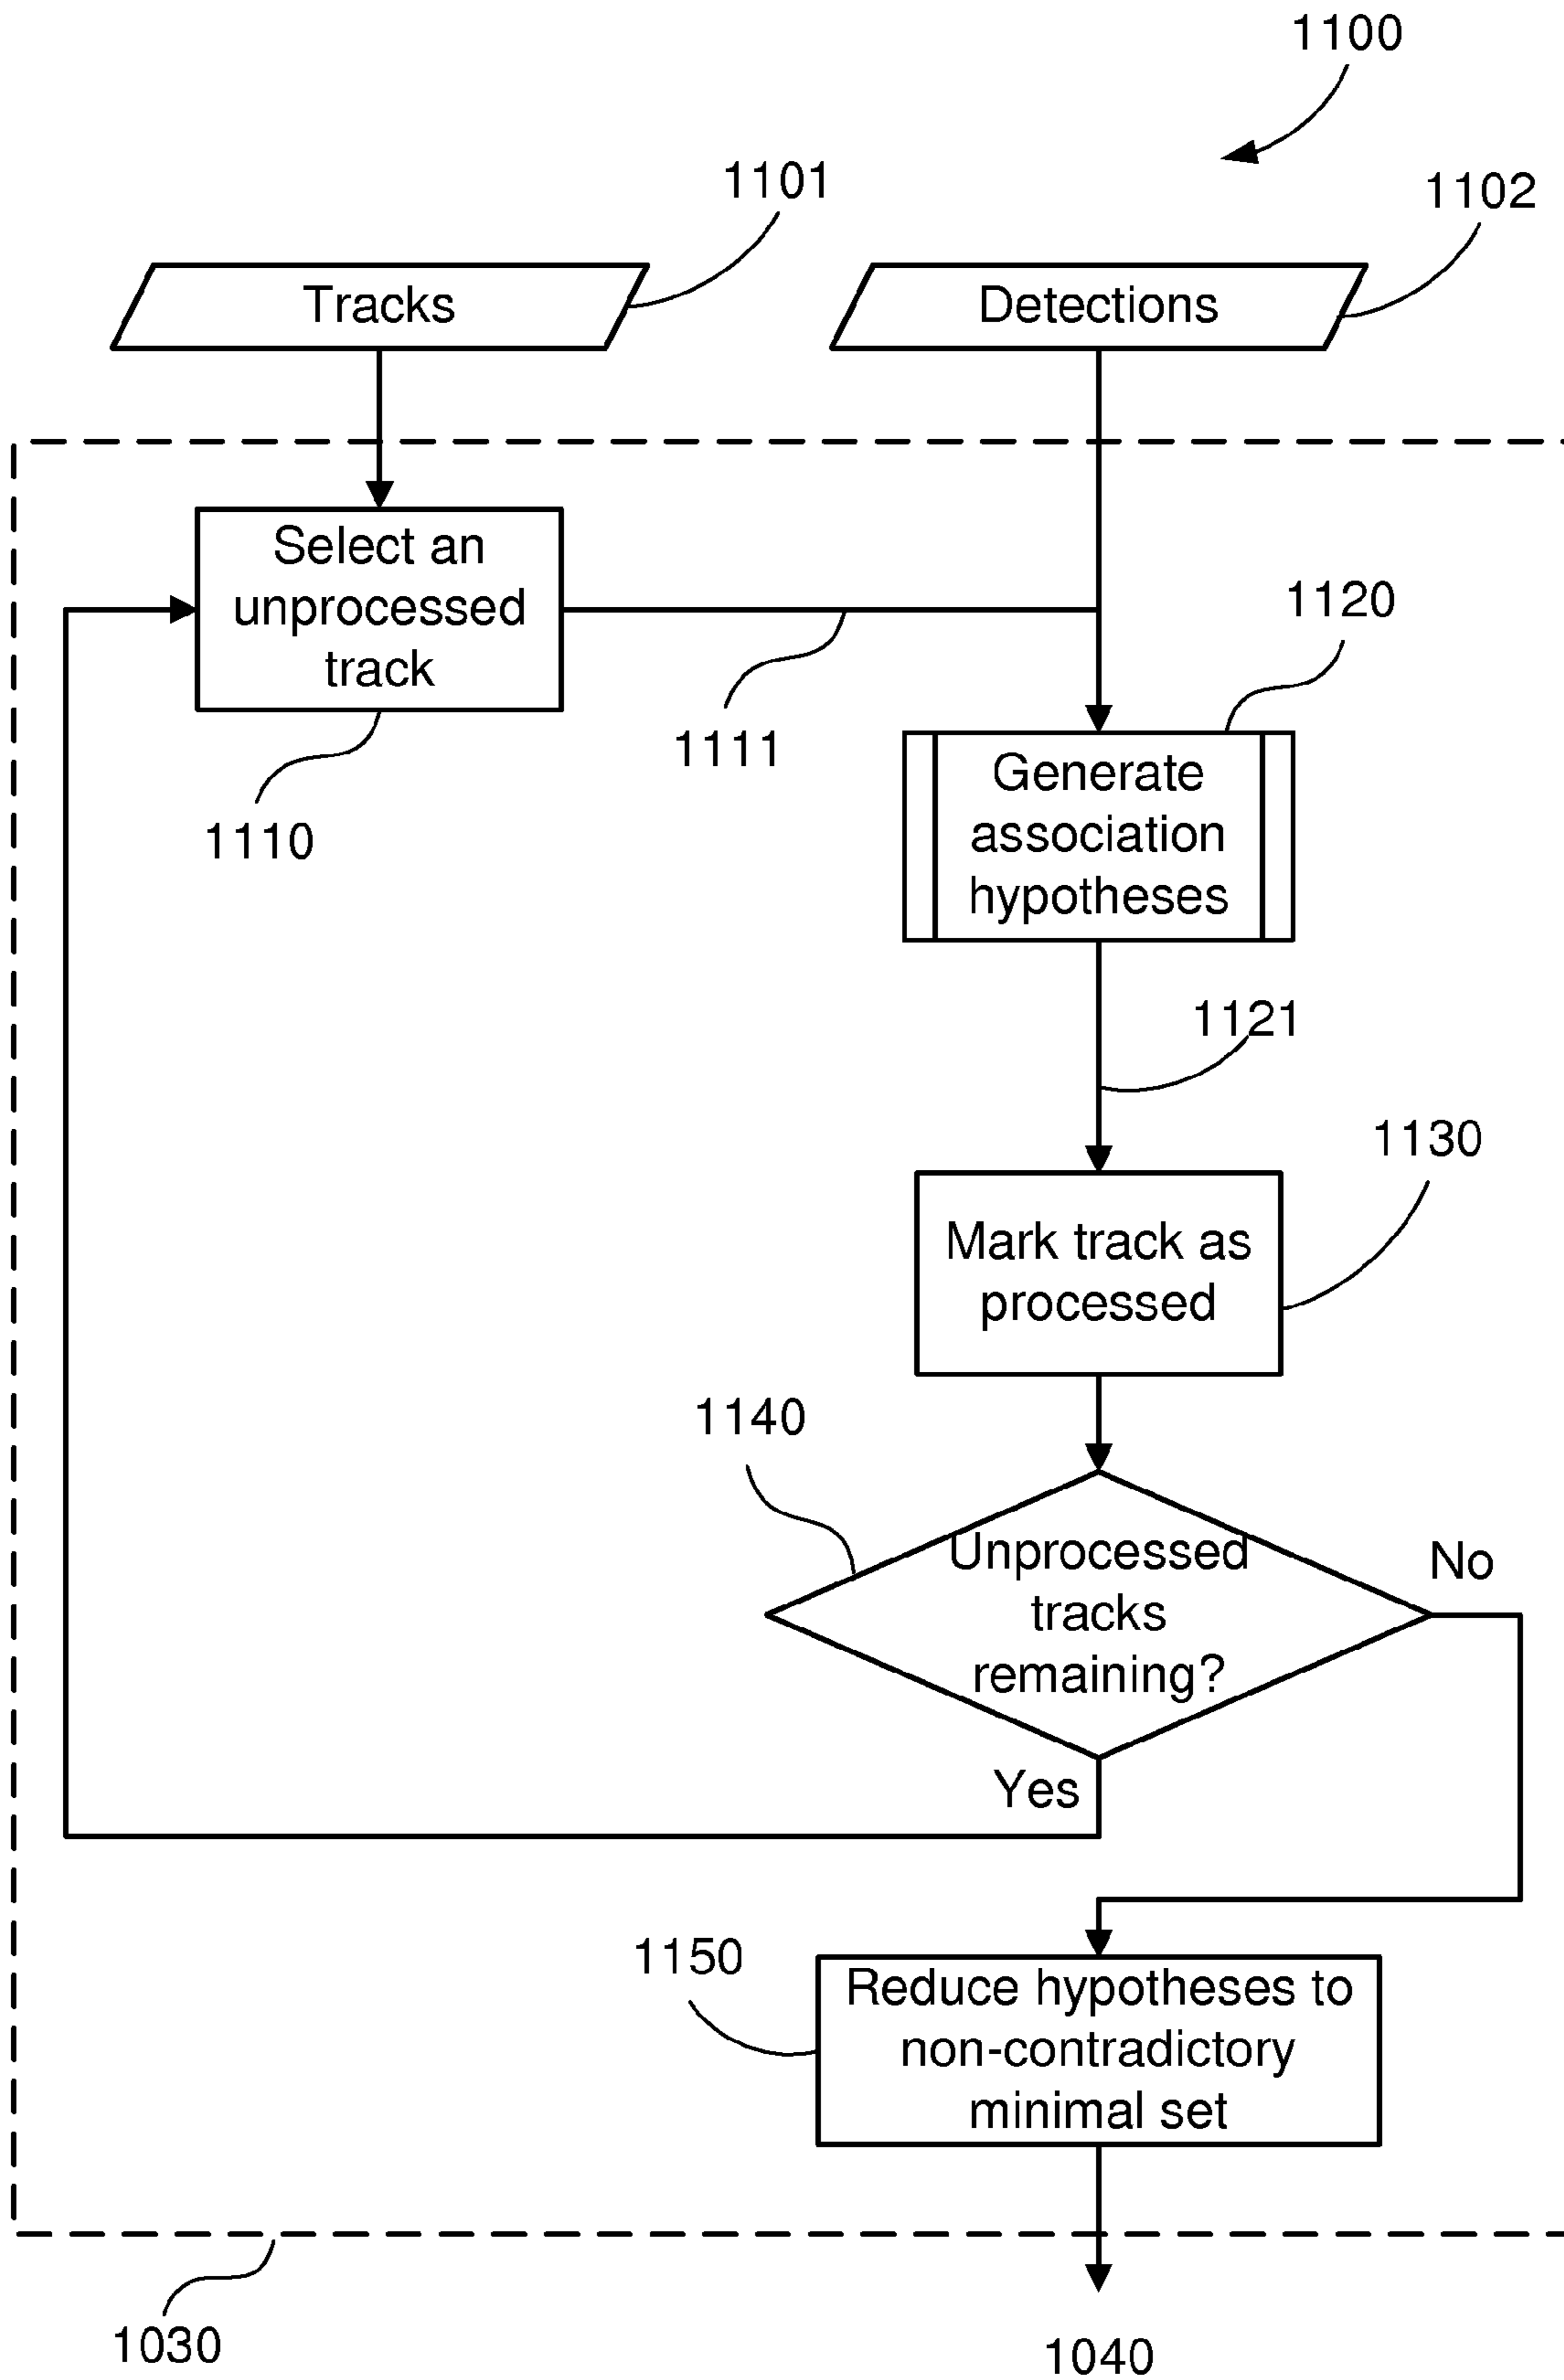 1100
1101
1102
Tracks
Detections
Select an
unprocessed
track
1120
1111
1110
Generate
association
hypotheses
1121
1130
Mark track as
processed
1140
Unprocessed
tracks
remaining?
No
Yes
1150
Reduce hypotheses to
non-contradictory
minimal set
1030
1040